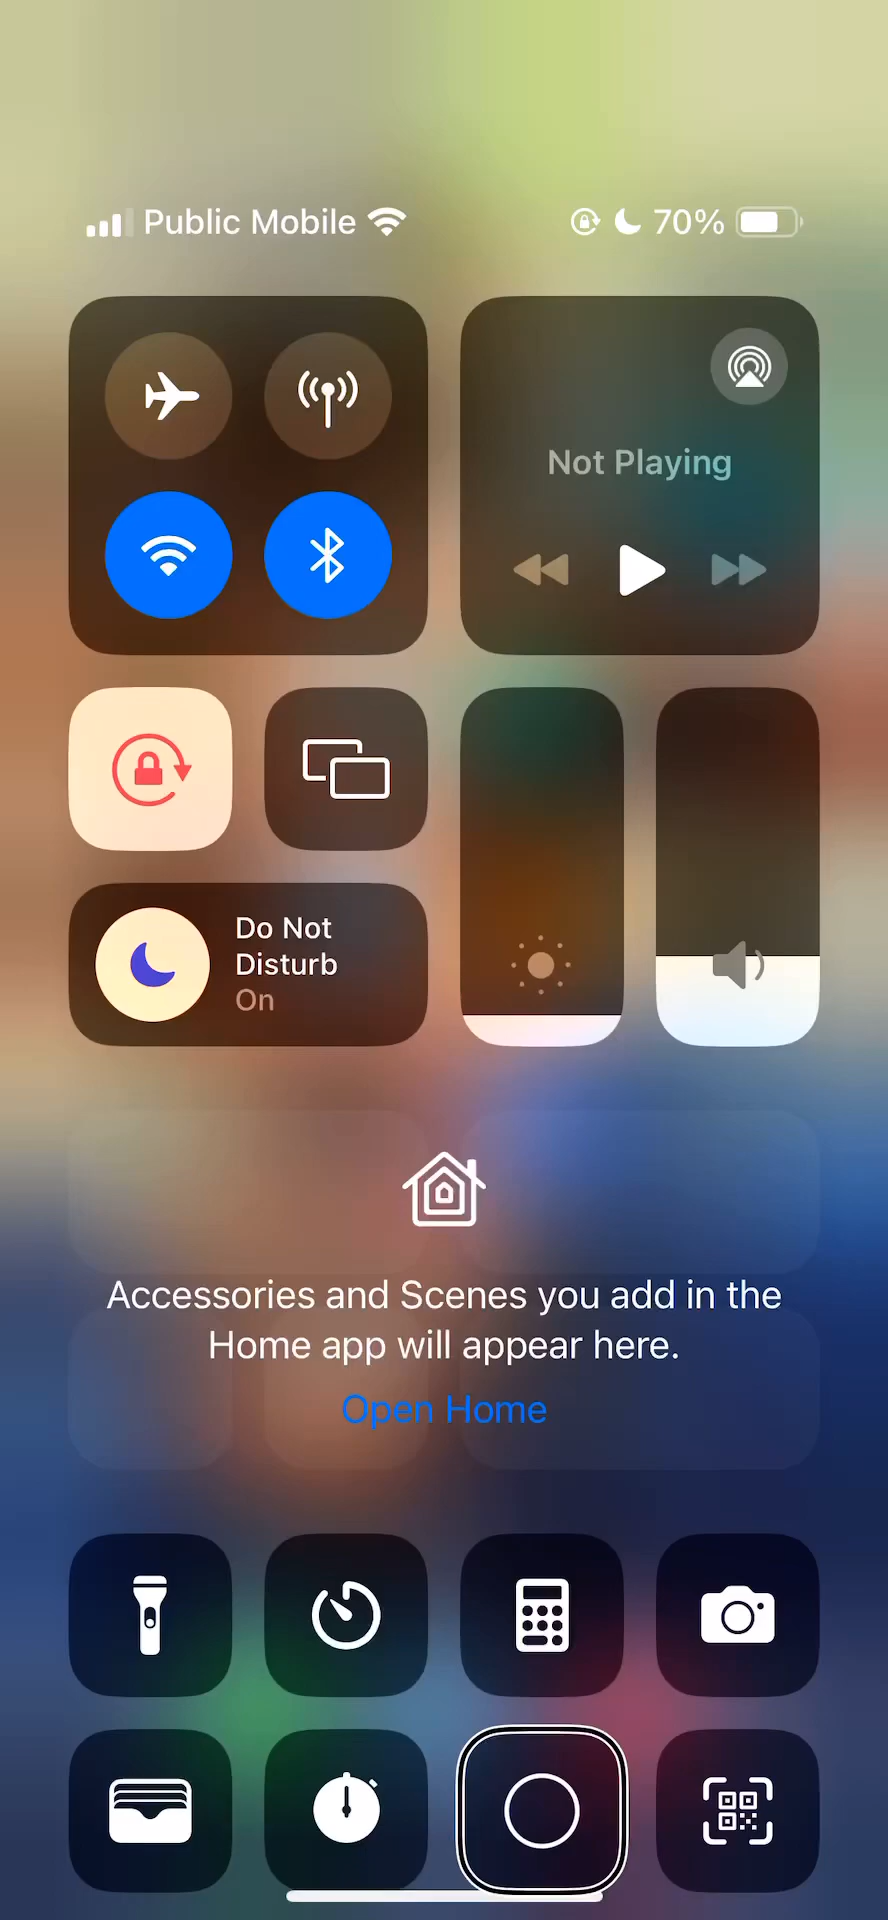 Public Mobile
70%
Not Playing
Do Not
Disturb
On
Accessories and Scenes you add in the
Home app will appear here.
Open Home